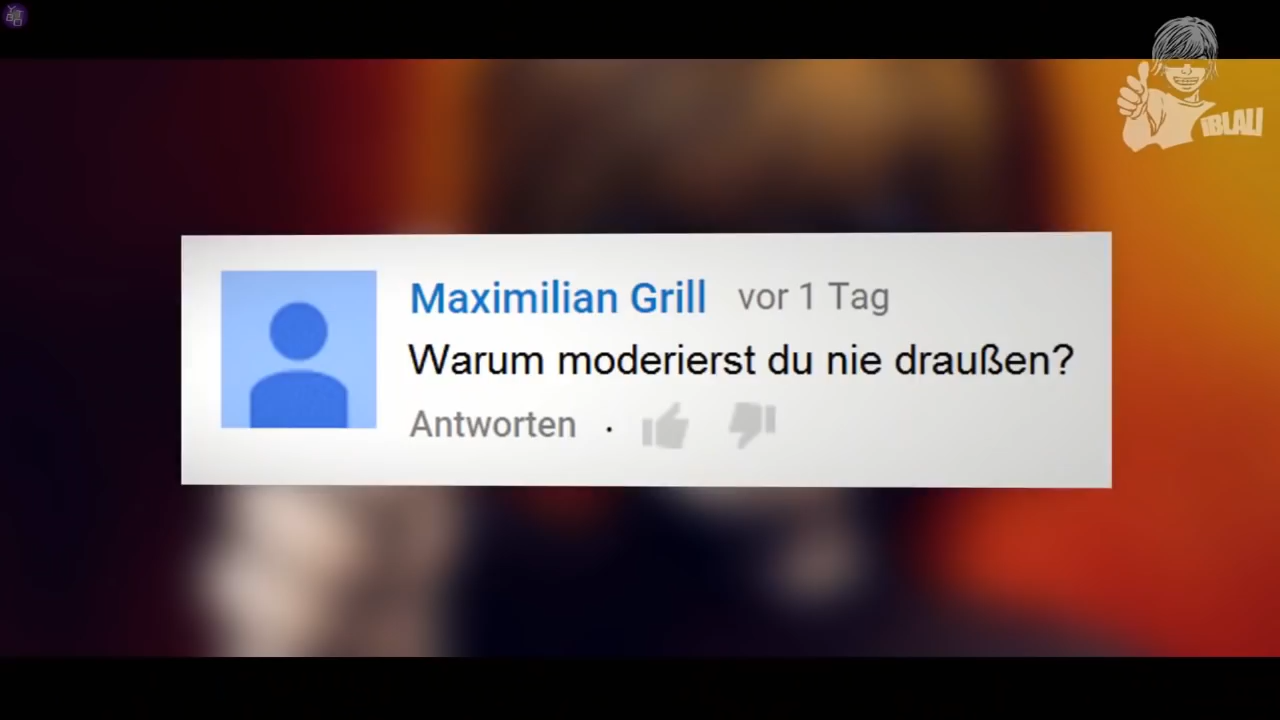 iBLALI
Maximilian Grill vor 1 Tag
Warum moderierst du nie draußen?
Antworten ·